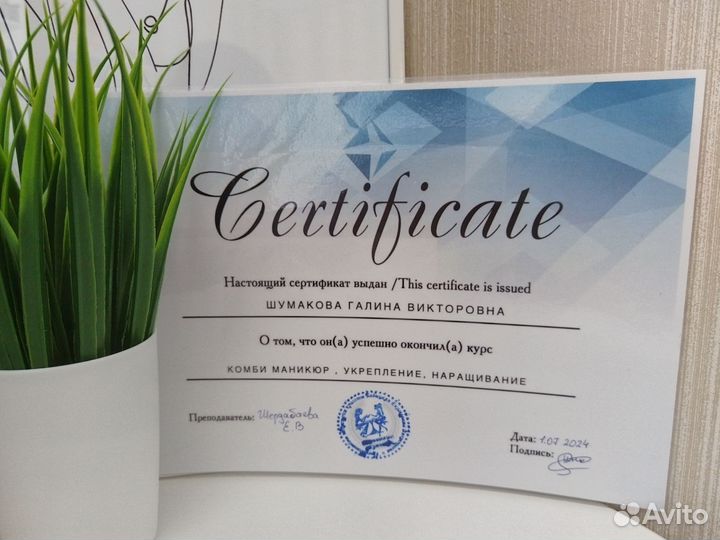 Certificate
Настоящий сертификат выдан /This certificate is issued
ШУМАКОВА ГАЛИНА ВИКТОРОВНА
О том, что он(а) успешно окончил(а) курс
КОМБИ МАНИКЮР , УКРЕПЛЕНИЕ, НАРАЩИВАНИЕ
Преподаватель: Шердабаева
Е.В
Дата: 1.07 2024
Подпись:
Avito